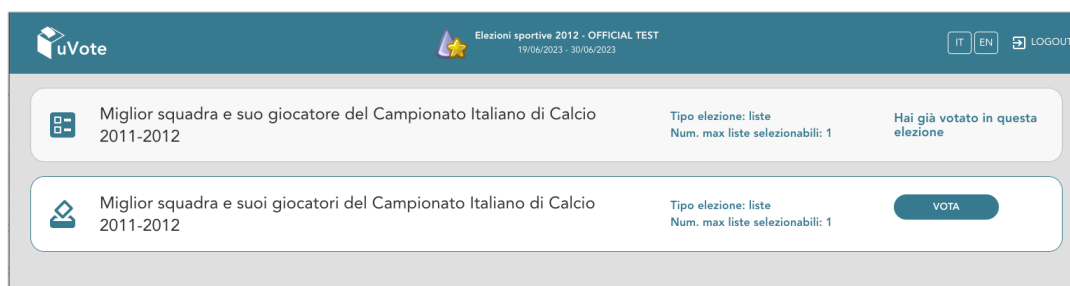 uVote
Elezioni sportive 2012 - OFFICIAL TEST
19/06/2023 - 30/06/2023
IT EN LOGOUT
Miglior squadra e suo giocatore del Campionato Italiano di Calcio
2011-2012
Tipo elezione: liste
Num. max liste selezionabili: 1
Hai già votato in questa
elezione
Miglior squadra e suoi giocatori del Campionato Italiano di Calcio
2011-2012
Tipo elezione: liste
Num. max liste selezionabili: 1
VOTA